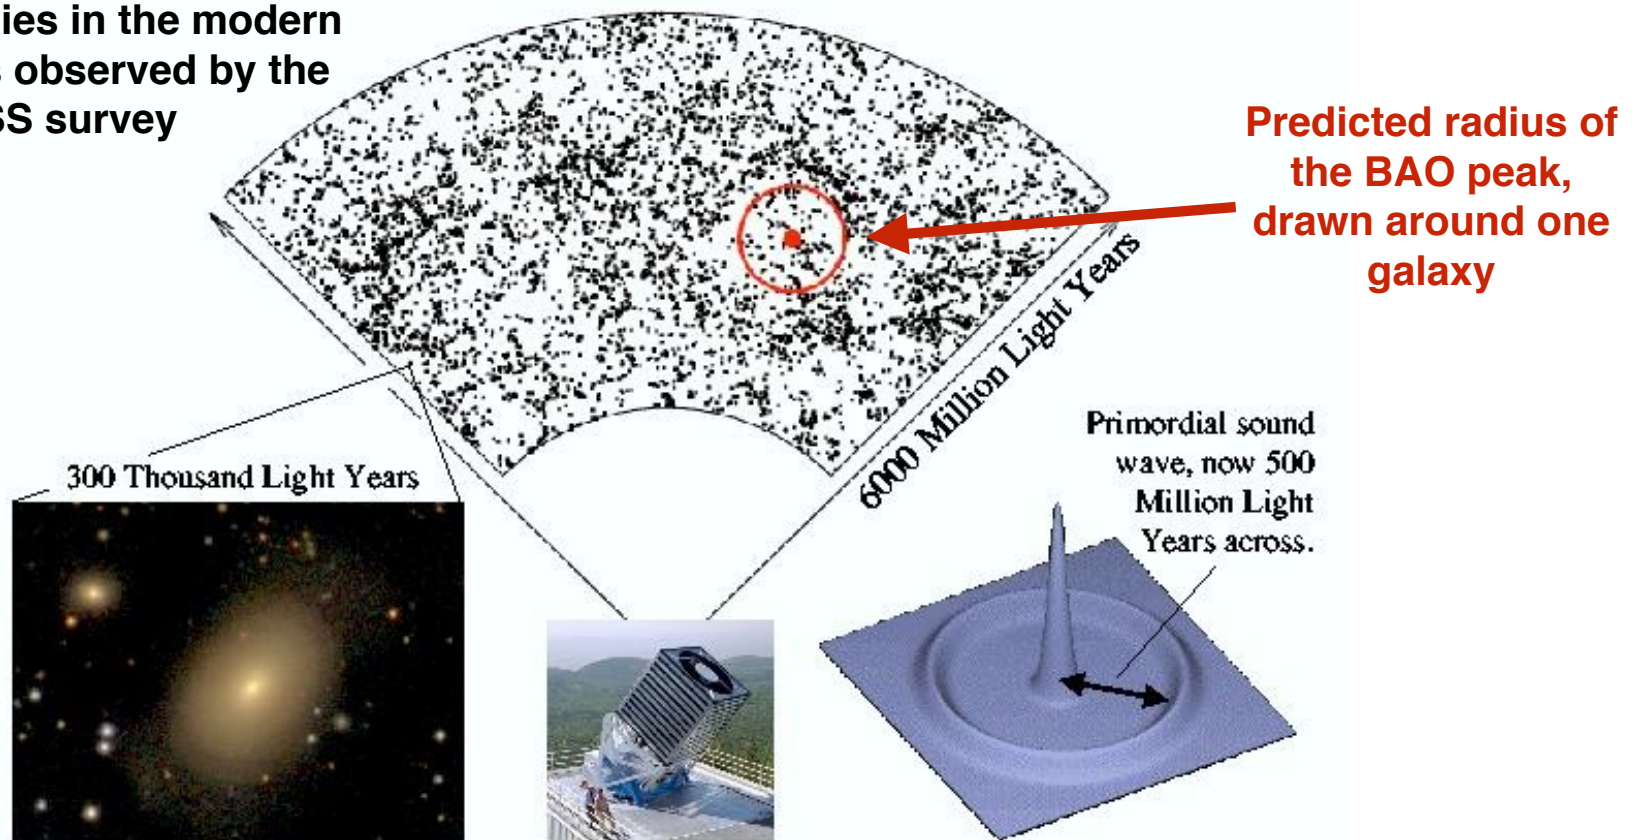 ies in the modern
s observed by the
SS survey
Predicted radius of
the BAO peak,
drawn around one
galaxy
6000 Million Light Years
Primordial sound
wave, now 500
Million Light
Years across.
300 Thousand Light Years